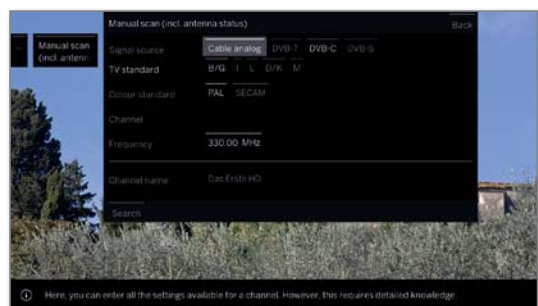 Manual scan (incl. antenna status) Back
... Manual scan
(incl. antenn
Signal source Cable analog DVB-T DVB-C DVB-S
TV standard B/G I L D/K M
Colour standard PAL SECAM
Channel
Frequency 330.00 MHz
Channel name Das Erste HD
Search
Here, you can enter all the settings available for a channel. However, this requires detailed knowledge.